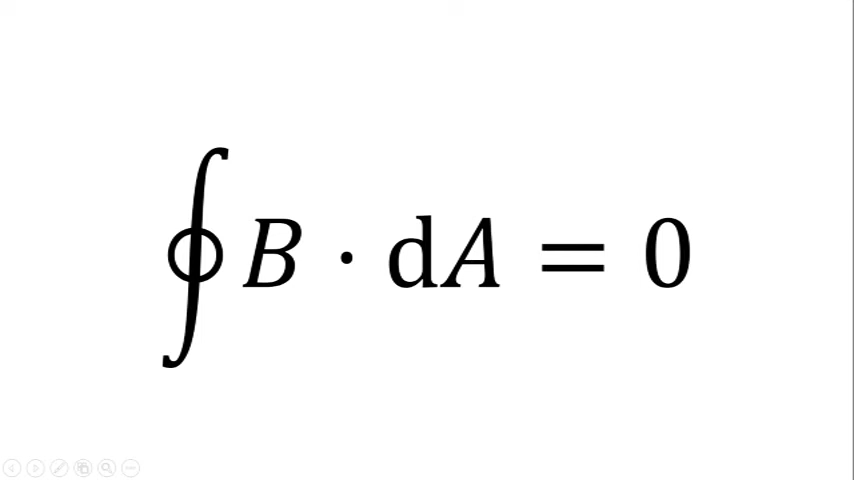 ∮ B · dA = 0